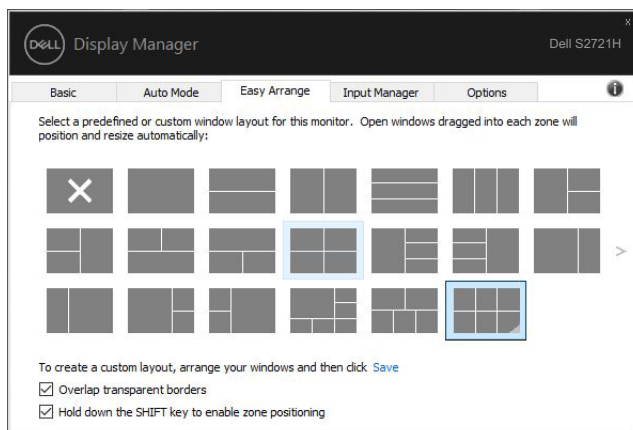 x
DELL Display Manager Dell S2721H
Basic Auto Mode Easy Arrange Input Manager Options i
Select a predefined or custom window layout for this monitor. Open windows dragged into each zone will
position and resize automatically:
>
To create a custom layout, arrange your windows and then click Save
Overlap transparent borders
Hold down the SHIFT key to enable zone positioning